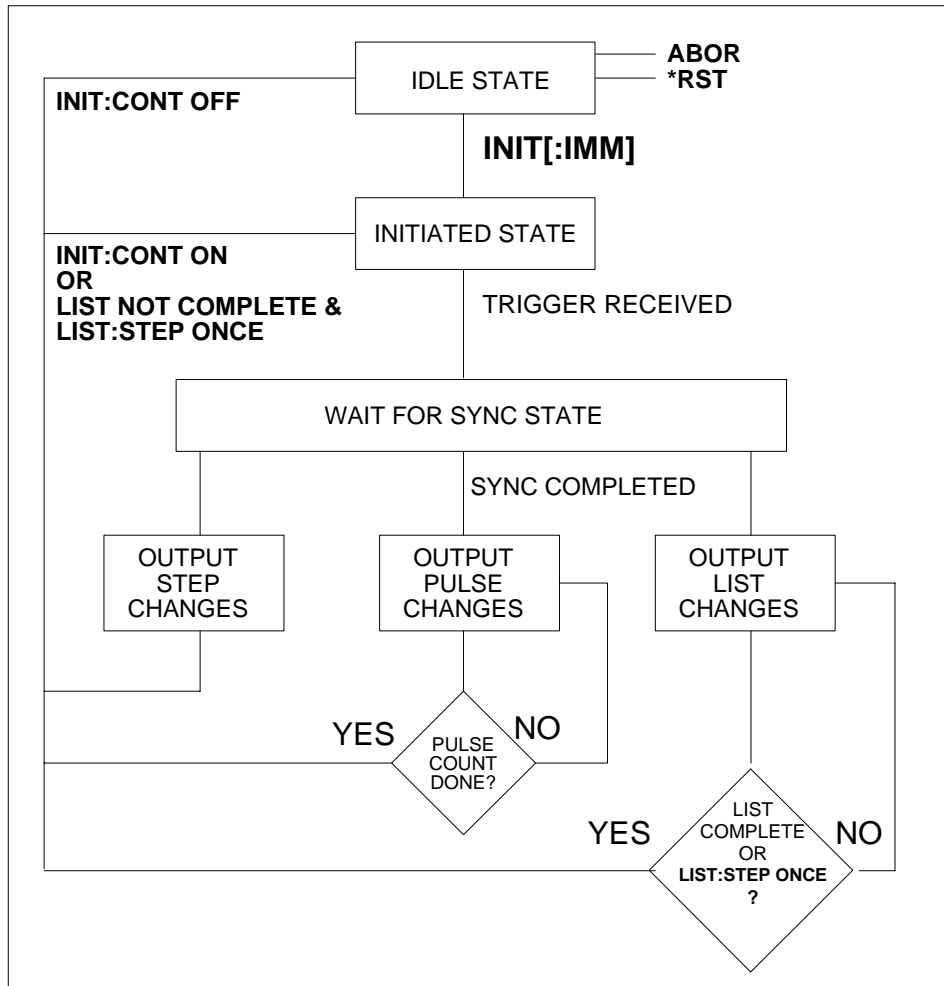 ABOR
*RST
IDLE STATE
INIT:CONT OFF
INIT[:IMM]
INITIATED STATE
INIT:CONT ON
OR
LIST NOT COMPLETE &
LIST:STEP ONCE
TRIGGER RECEIVED
WAIT FOR SYNC STATE
SYNC COMPLETED
OUTPUT
STEP
CHANGES
OUTPUT
PULSE
CHANGES
OUTPUT
LIST
CHANGES
YES
NO
PULSE
COUNT
DONE?
YES
NO
LIST
COMPLETE
OR
LIST:STEP ONCE
?